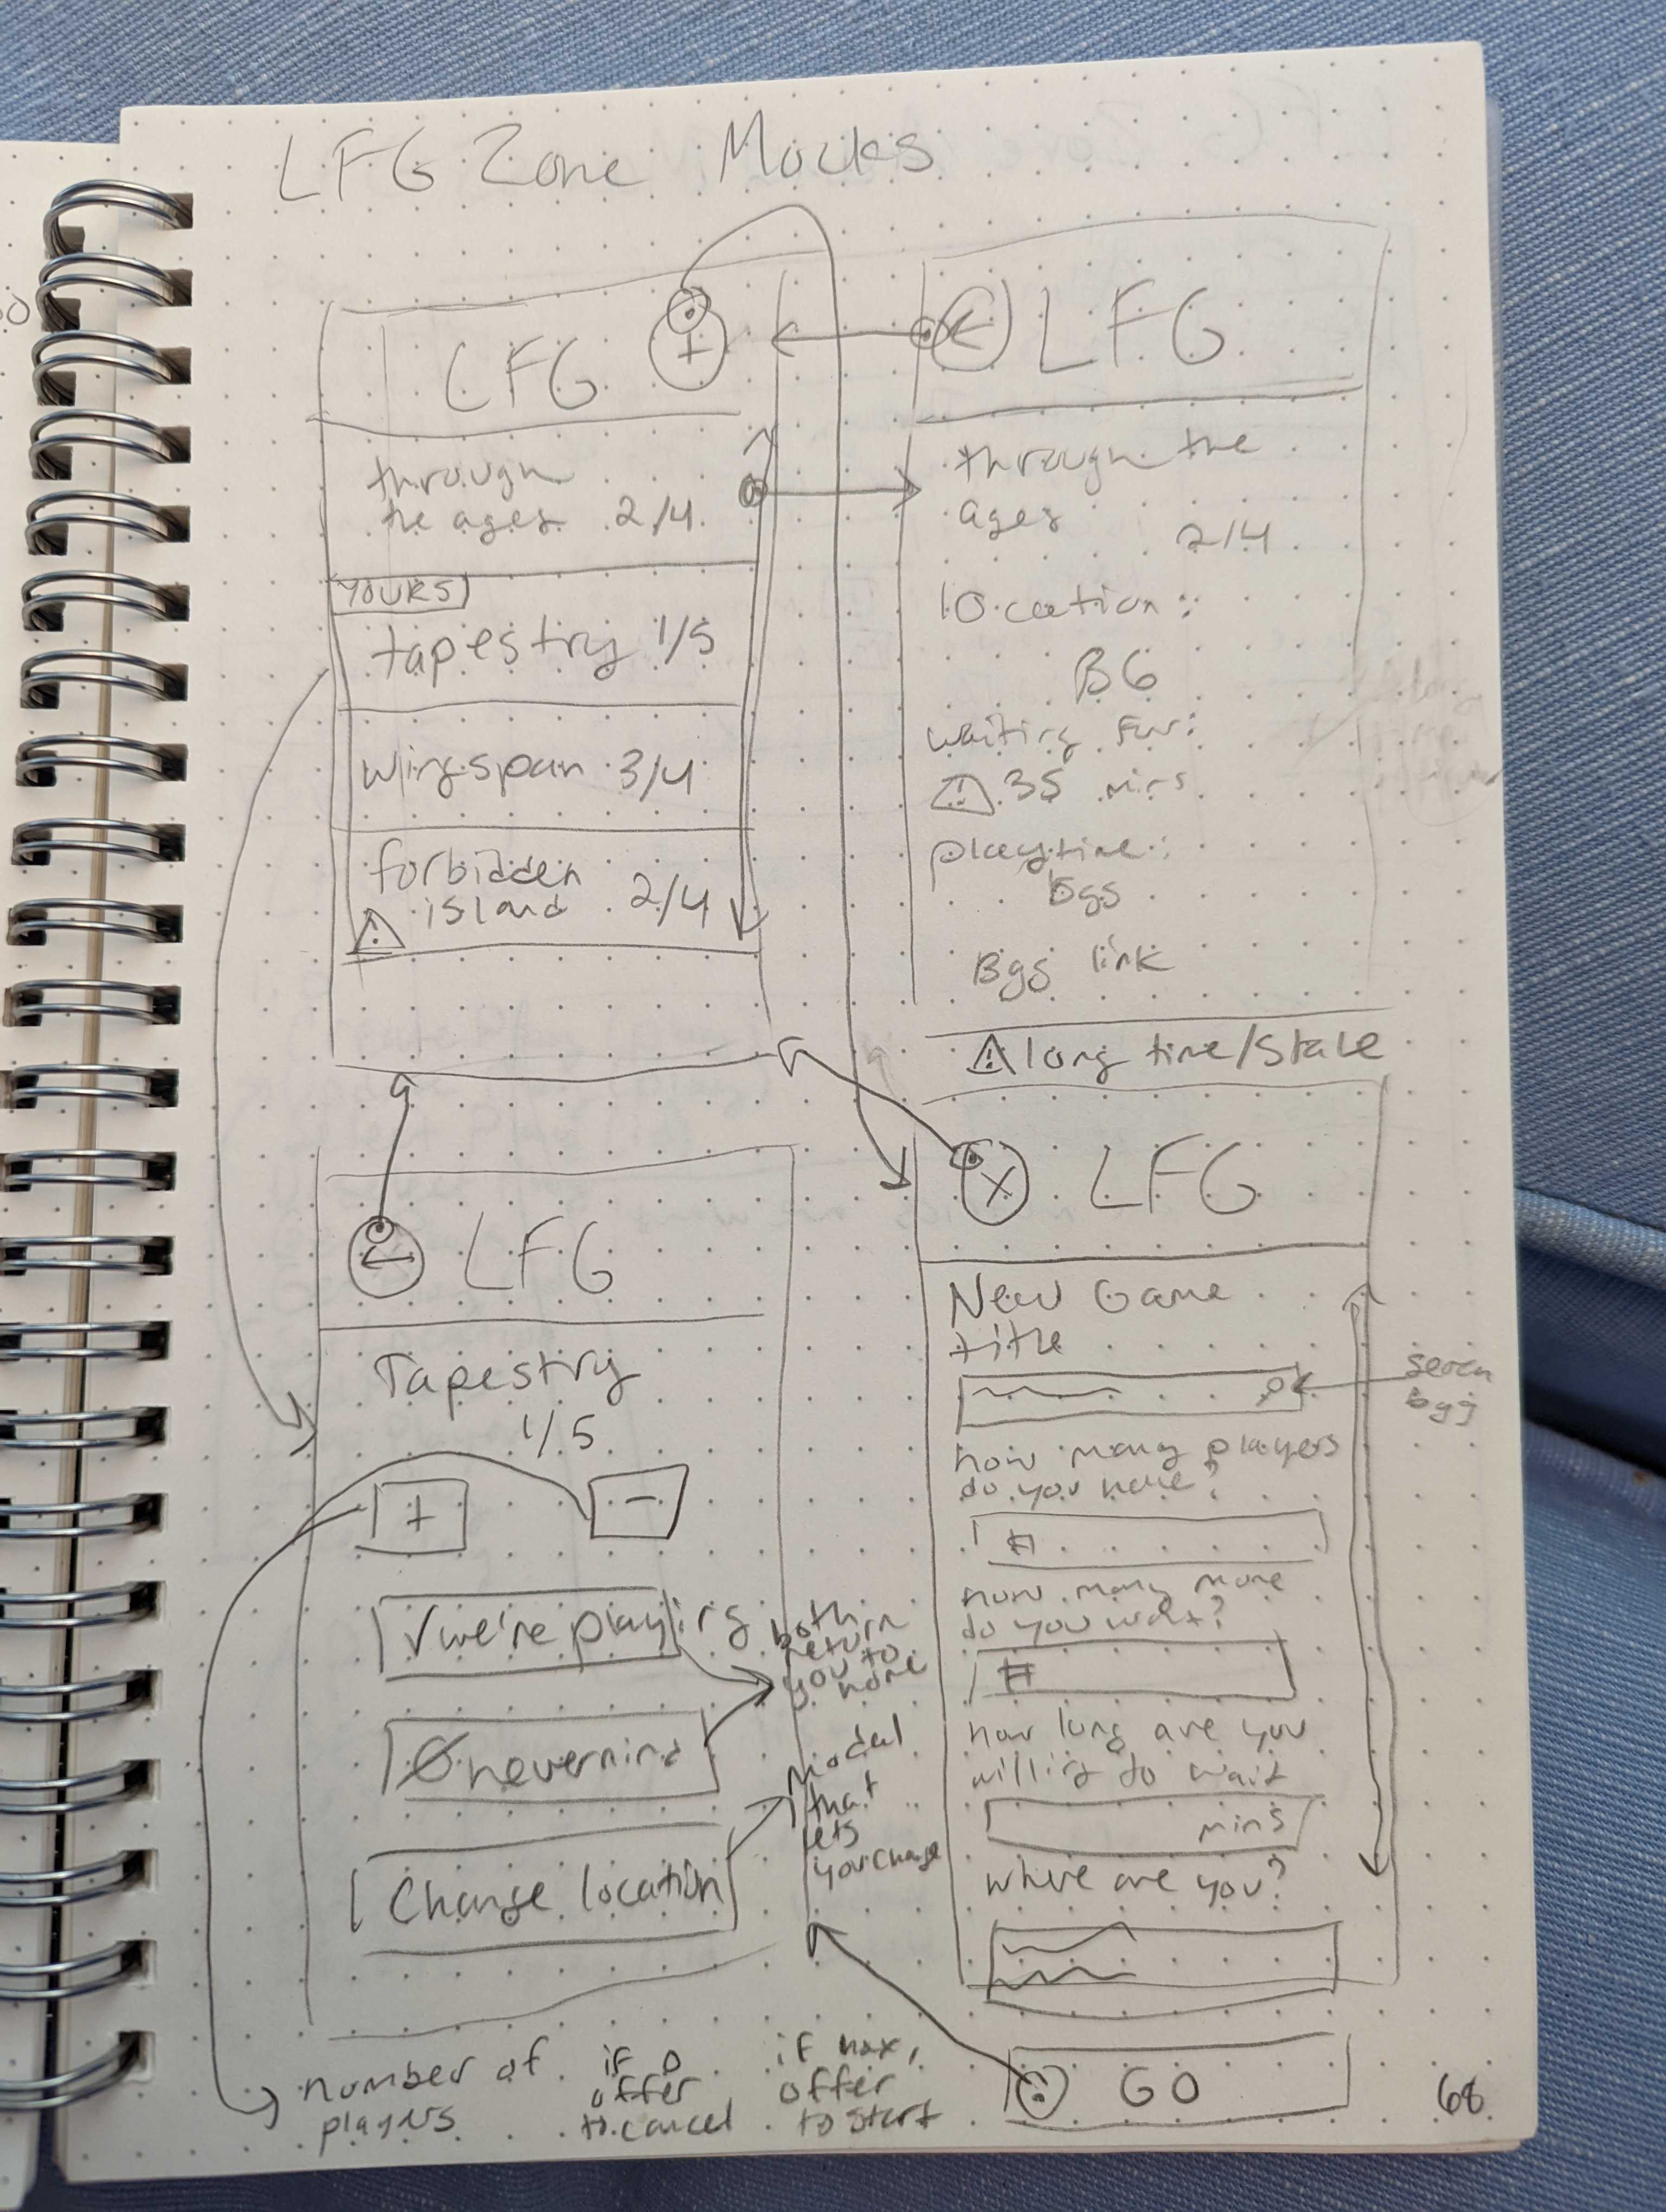 LFG Zone Mocks
+
LFG
through
the ages 2/4
YOURS
tapestry 1/5
wingspan 3/4
forbidden
island 2/4
!
← LFG
through the
ages
2/4
location:
BG
waiting for:
! 35 mins
playtime:
bgg
Bgg link
! long time/stale
← LFG
Tapestry
1/5
+ -
√ we're playing
both
return
you to
home
Ø nevermind
Change location
Modal
that
lets
you change
number of
players
if 0
offer
to cancel
if max,
offer
to start
X LFG
New Game
title
search
bgg
how many players
do you have?
#
how many more
do you want?
#
how long are you
willing to wait
mins
where are you?
GO
68